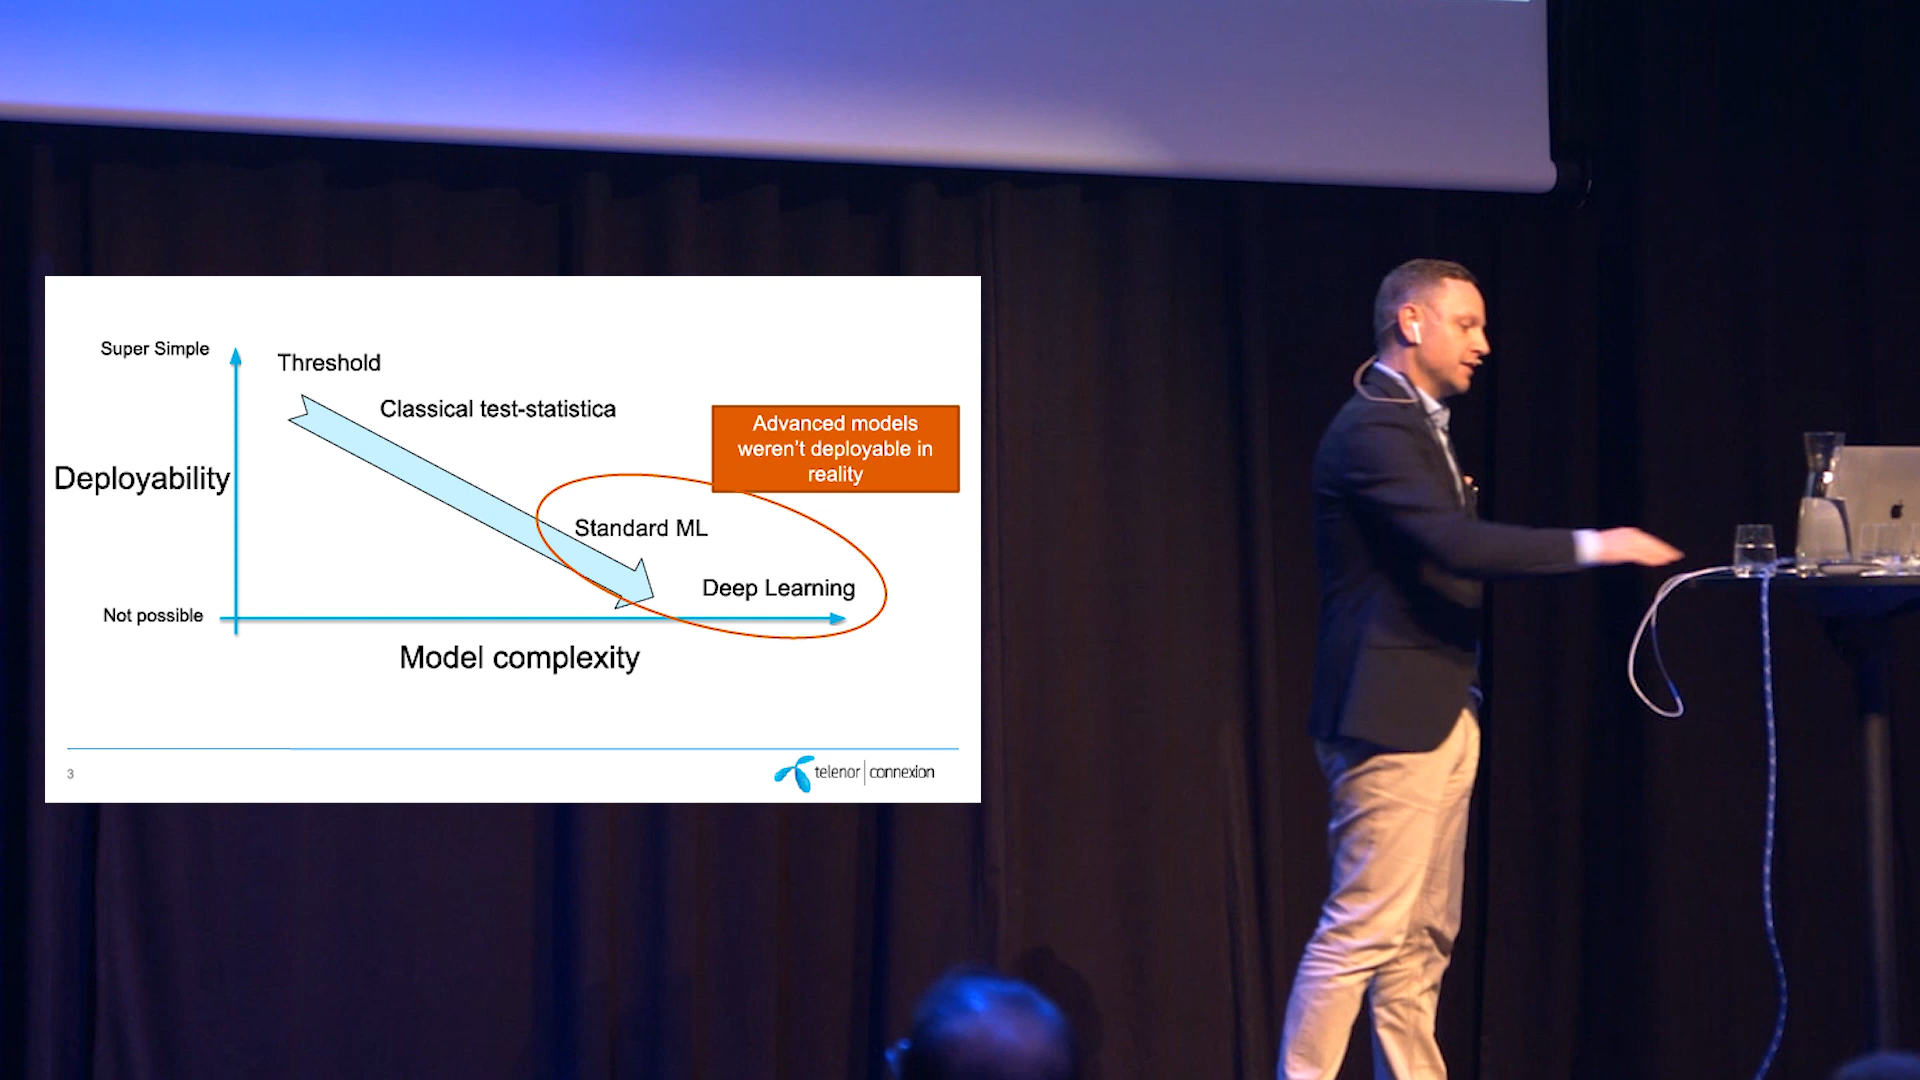 Super Simple
Threshold
Classical test-statistica
Advanced models
weren't deployable in
reality
Deployability
Standard ML
Deep Learning
Not possible
Model complexity
3
telenor | connexion